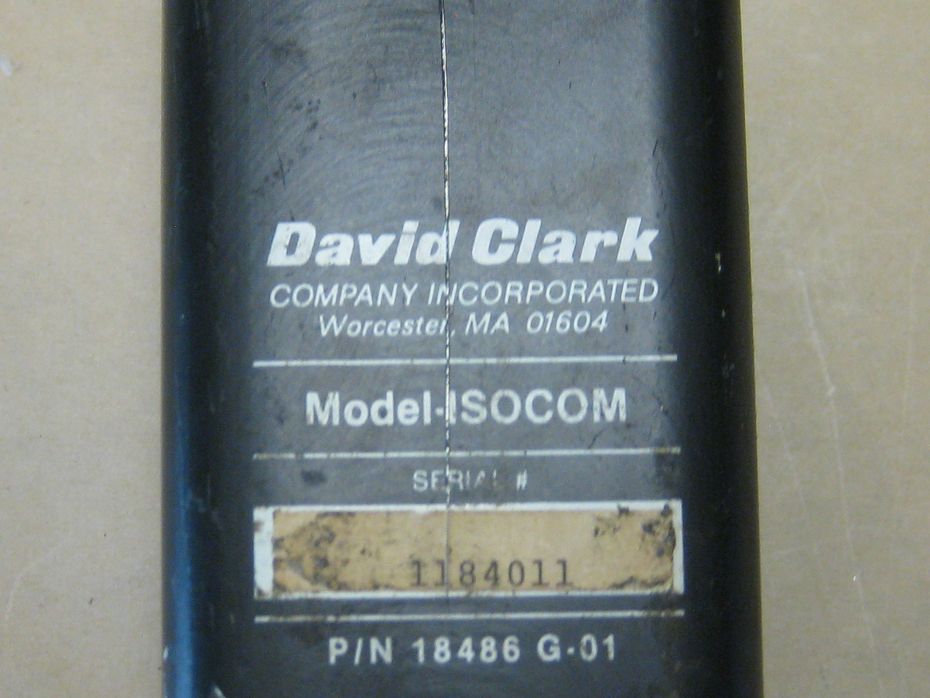 David Clark
COMPANY INCORPORATED
Worcester, MA 01604
Model-ISOCOM
SERIAL #
1184011
P/N 18486 G-01